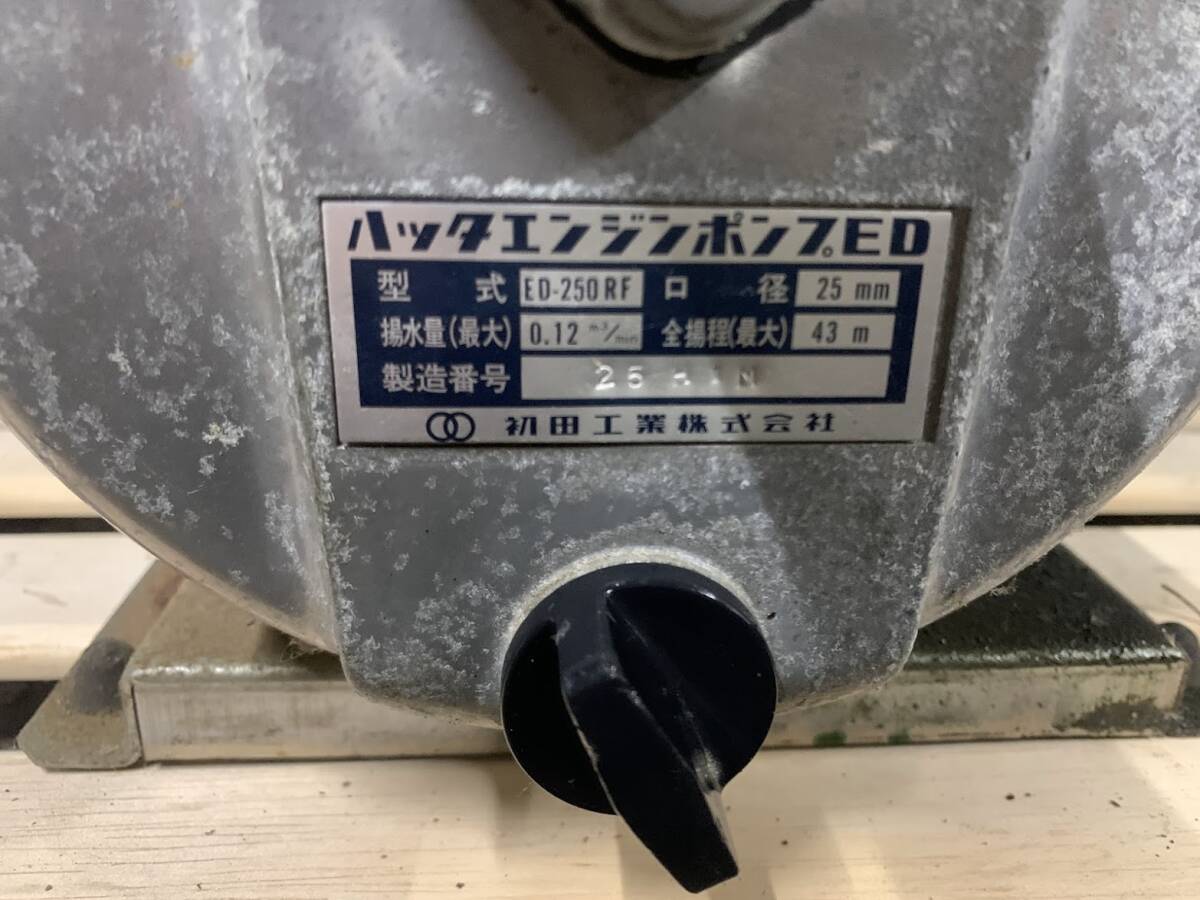 ハッタエンジンポンプED
型式 ED-250RF 口径 25 mm
揚水量(最大) 0.12 m³/min 全揚程(最大) 43 m
製造番号 25
初田工業株式会社